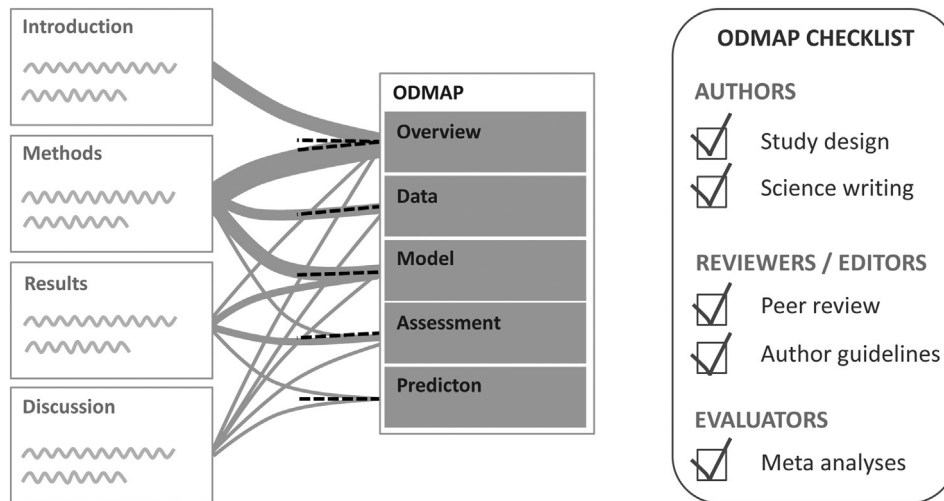 Introduction
Methods
Results
Discussion
ODMAP
Overview
Data
Model
Assessment
Predicton
ODMAP CHECKLIST
AUTHORS
Study design
Science writing
REVIEWERS / EDITORS
Peer review
Author guidelines
EVALUATORS
Meta analyses